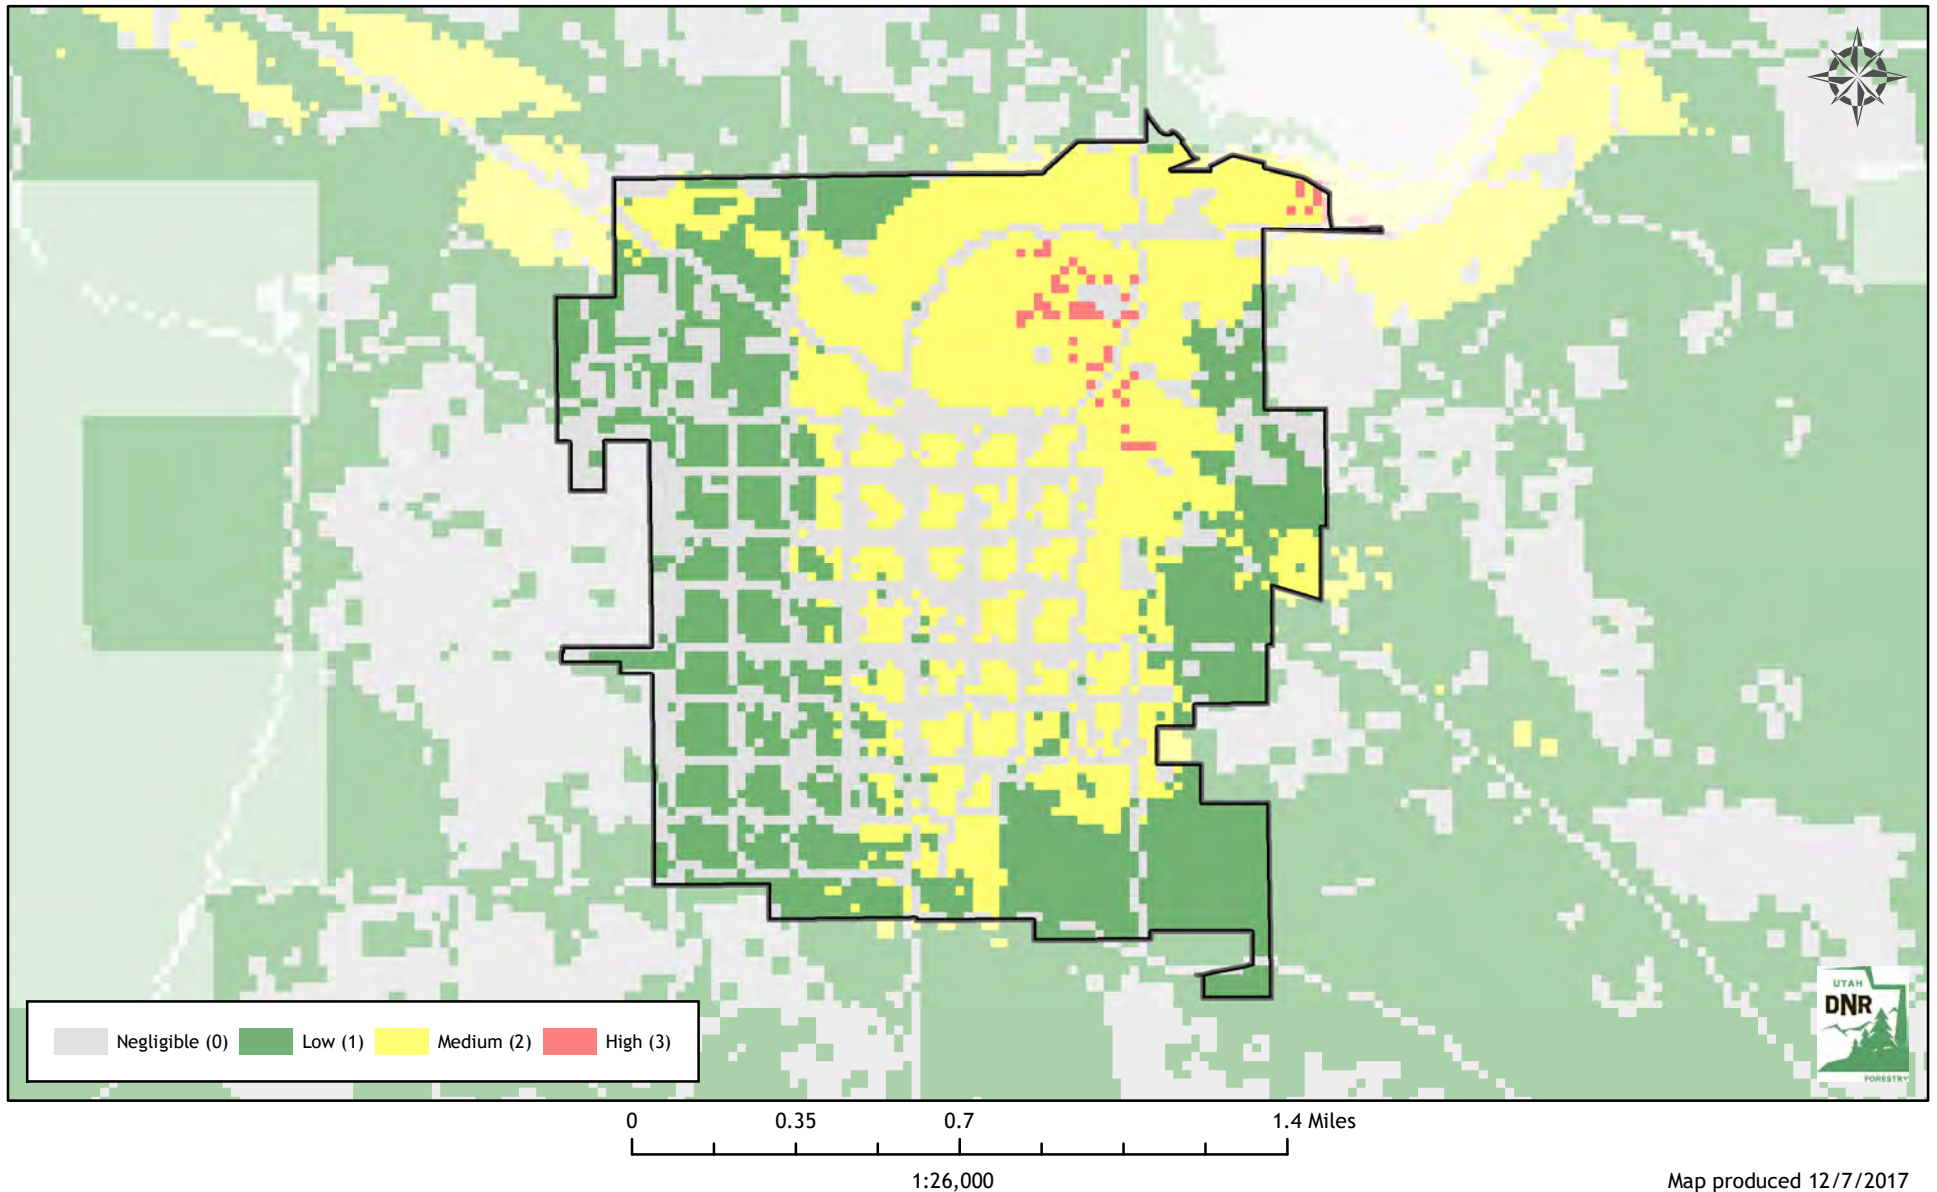 Negligible (0) Low (1) Medium (2) High (3)
UTAH
DNR
FORESTRY
0 0.35 0.7 1.4 Miles
1:26,000
Map produced 12/7/2017